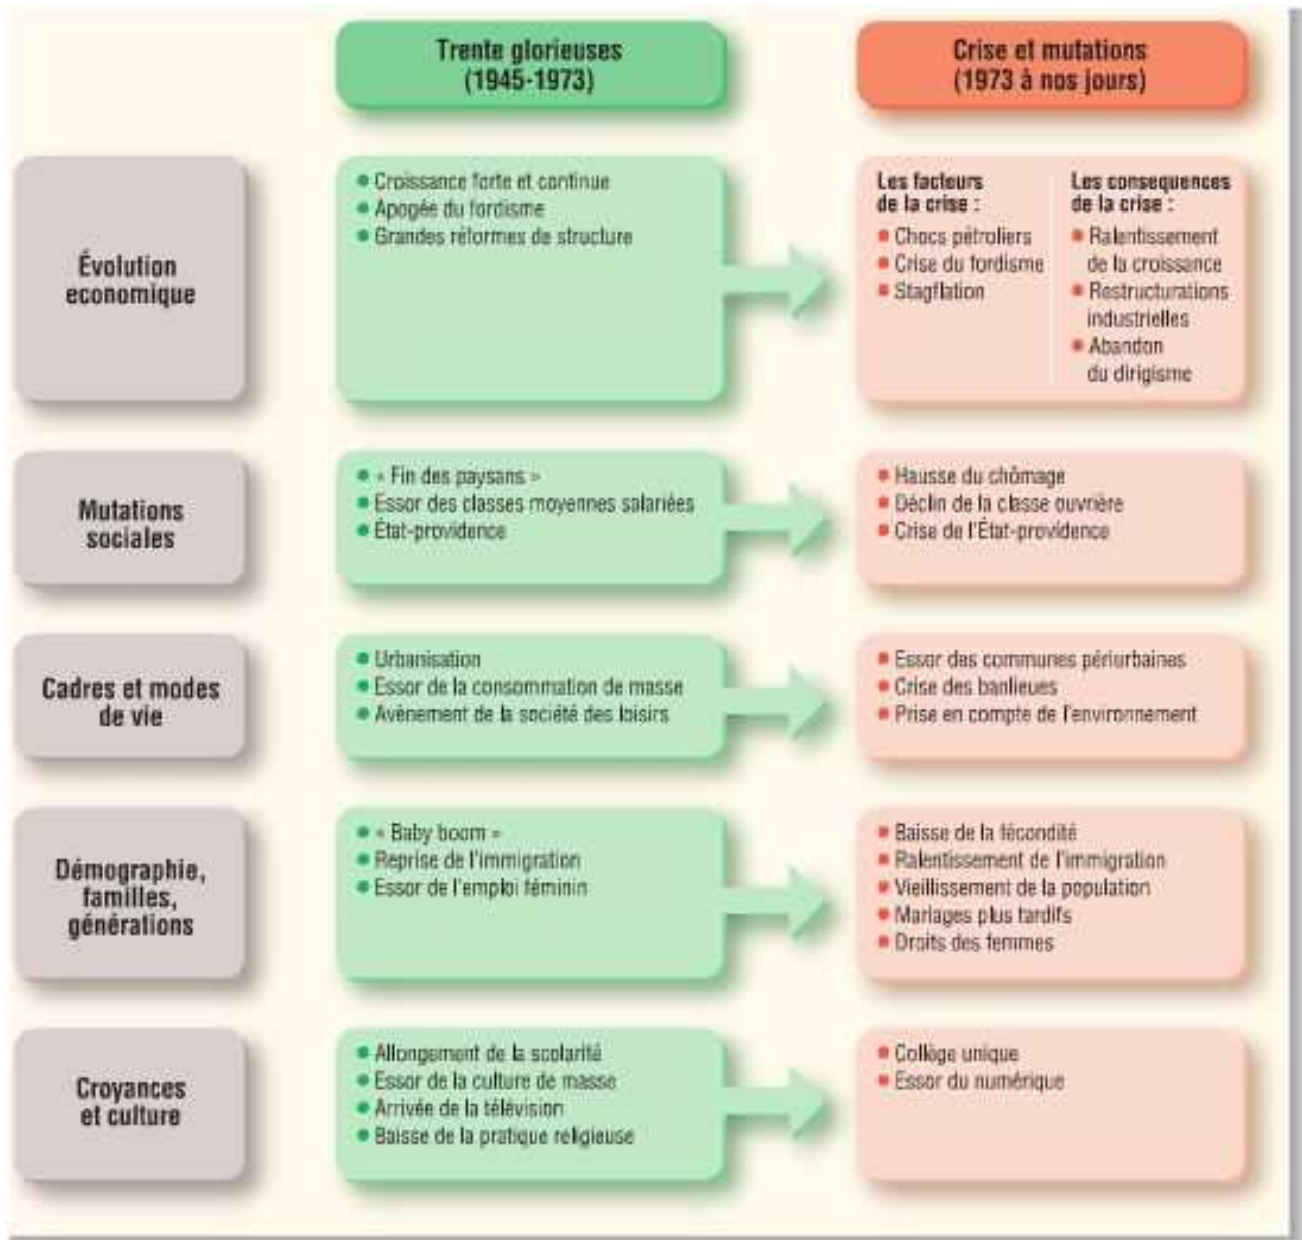 Trente glorieuses
(1945-1973)
Crise et mutations
(1973 à nos jours)
Évolution
economique
• Croissance forte et continue
• Apogée du fordisme
• Grandes réformes de structure
Les facteurs
de la crise :
• Chocs pétroliers
• Crise du fordisme
• Stagflation
Les consequences
de la crise :
• Ralentissement
de la croissance
• Restructurations
industrielles
• Abandon
du dirigisme
Mutations
sociales
• « Fin des paysans »
• Essor des classes moyennes salariées
• État-providence
• Hausse du chômage
• Déclin de la classe ouvrière
• Crise de l'État-providence
Cadres et modes
de vie
• Urbanisation
• Essor de la consommation de masse
• Avènement de la société des loisirs
• Essor des communes périurbaines
• Crise des banlieues
• Prise en compte de l'environnement
Démographie,
familles,
générations
• « Baby boom »
• Reprise de l'immigration
• Essor de l'emploi féminin
• Baisse de la fécondité
• Ralentissement de l'immigration
• Vieillissement de la population
• Mariages plus tardifs
• Droits des femmes
Croyances
et culture
• Allongement de la scolarité
• Essor de la culture de masse
• Arrivée de la télévision
• Baisse de la pratique religieuse
• Collège unique
• Essor du numérique